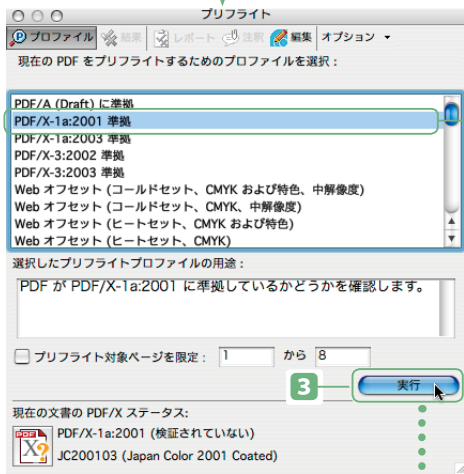 プリフライト
プロファイル 結果 レポート 注釈 編集 オプション
現在の PDF をプリフライトするためのプロファイルを選択：
PDF/A (Draft) に準拠
PDF/X-1a:2001 準拠
PDF/X-1a:2003 準拠
PDF/X-3:2002 準拠
PDF/X-3:2003 準拠
Web オフセット (コールドセット、CMYK および特色、中解像度)
Web オフセット (コールドセット、CMYK、中解像度)
Web オフセット (ヒートセット、CMYK および特色)
Web オフセット (ヒートセット、CMYK)
選択したプリフライトプロファイルの用途：
PDF が PDF/X-1a:2001 に準拠しているかどうかを確認します。
プリフライト対象ページを限定： 1 から 8
3 実行
現在の文書の PDF/X ステータス:
PDF/X-1a:2001 (検証されていない)
JC200103 (Japan Color 2001 Coated)